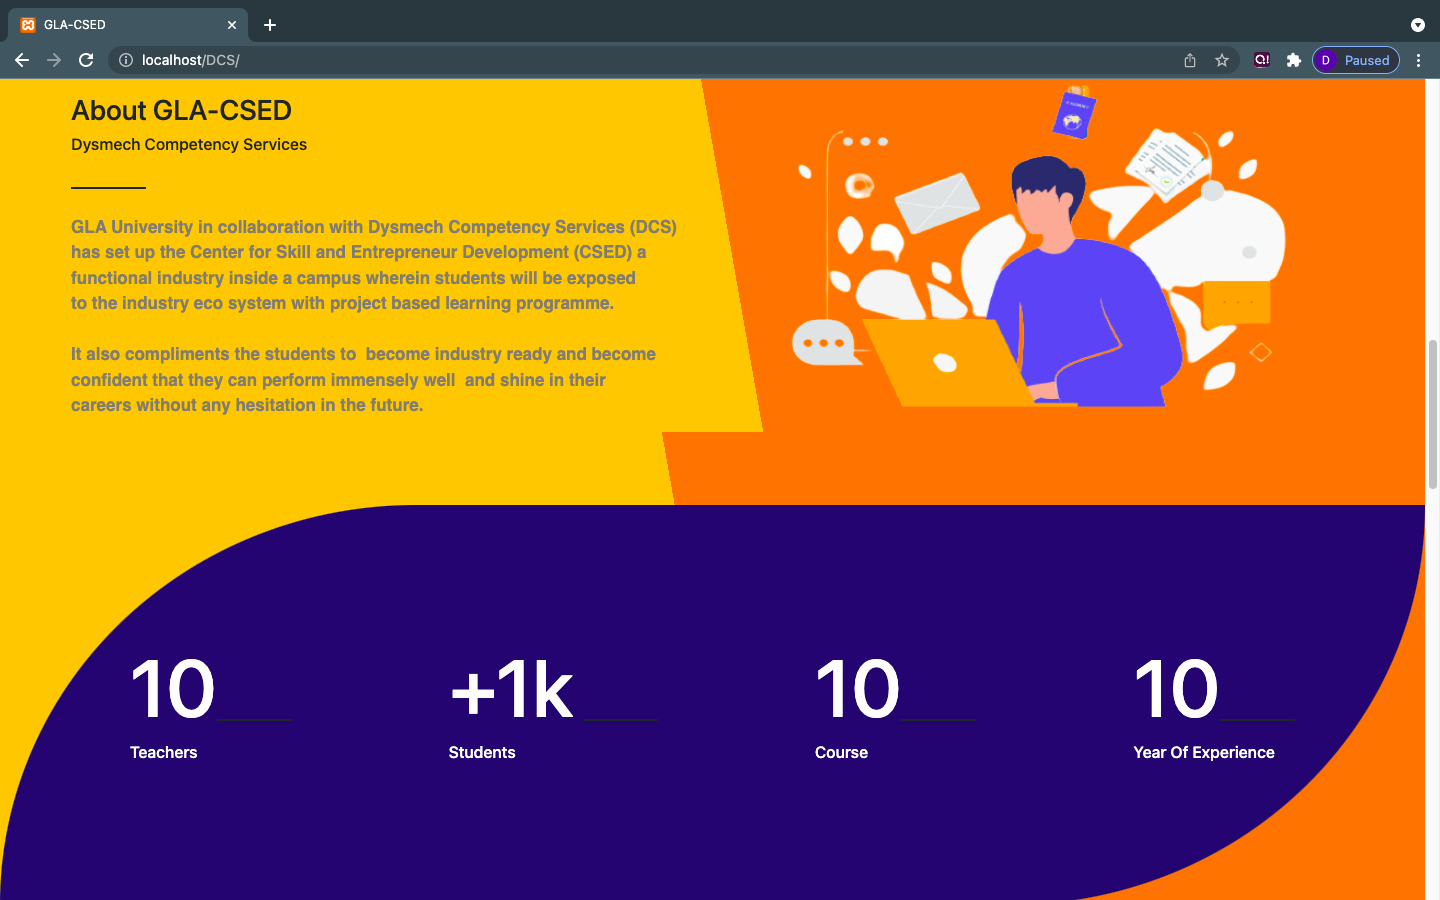 GLA-CSED
localhost/DCS/
D Paused
About GLA-CSED
Dysmech Competency Services
GLA University in collaboration with Dysmech Competency Services (DCS)
has set up the Center for Skill and Entrepreneur Development (CSED) a
functional industry inside a campus wherein students will be exposed
to the industry eco system with project based learning programme.
It also compliments the students to  become industry ready and become
confident that they can perform immensely well  and shine in their
careers without any hesitation in the future.
10
Teachers
+1k
Students
10
Course
10
Year Of Experience